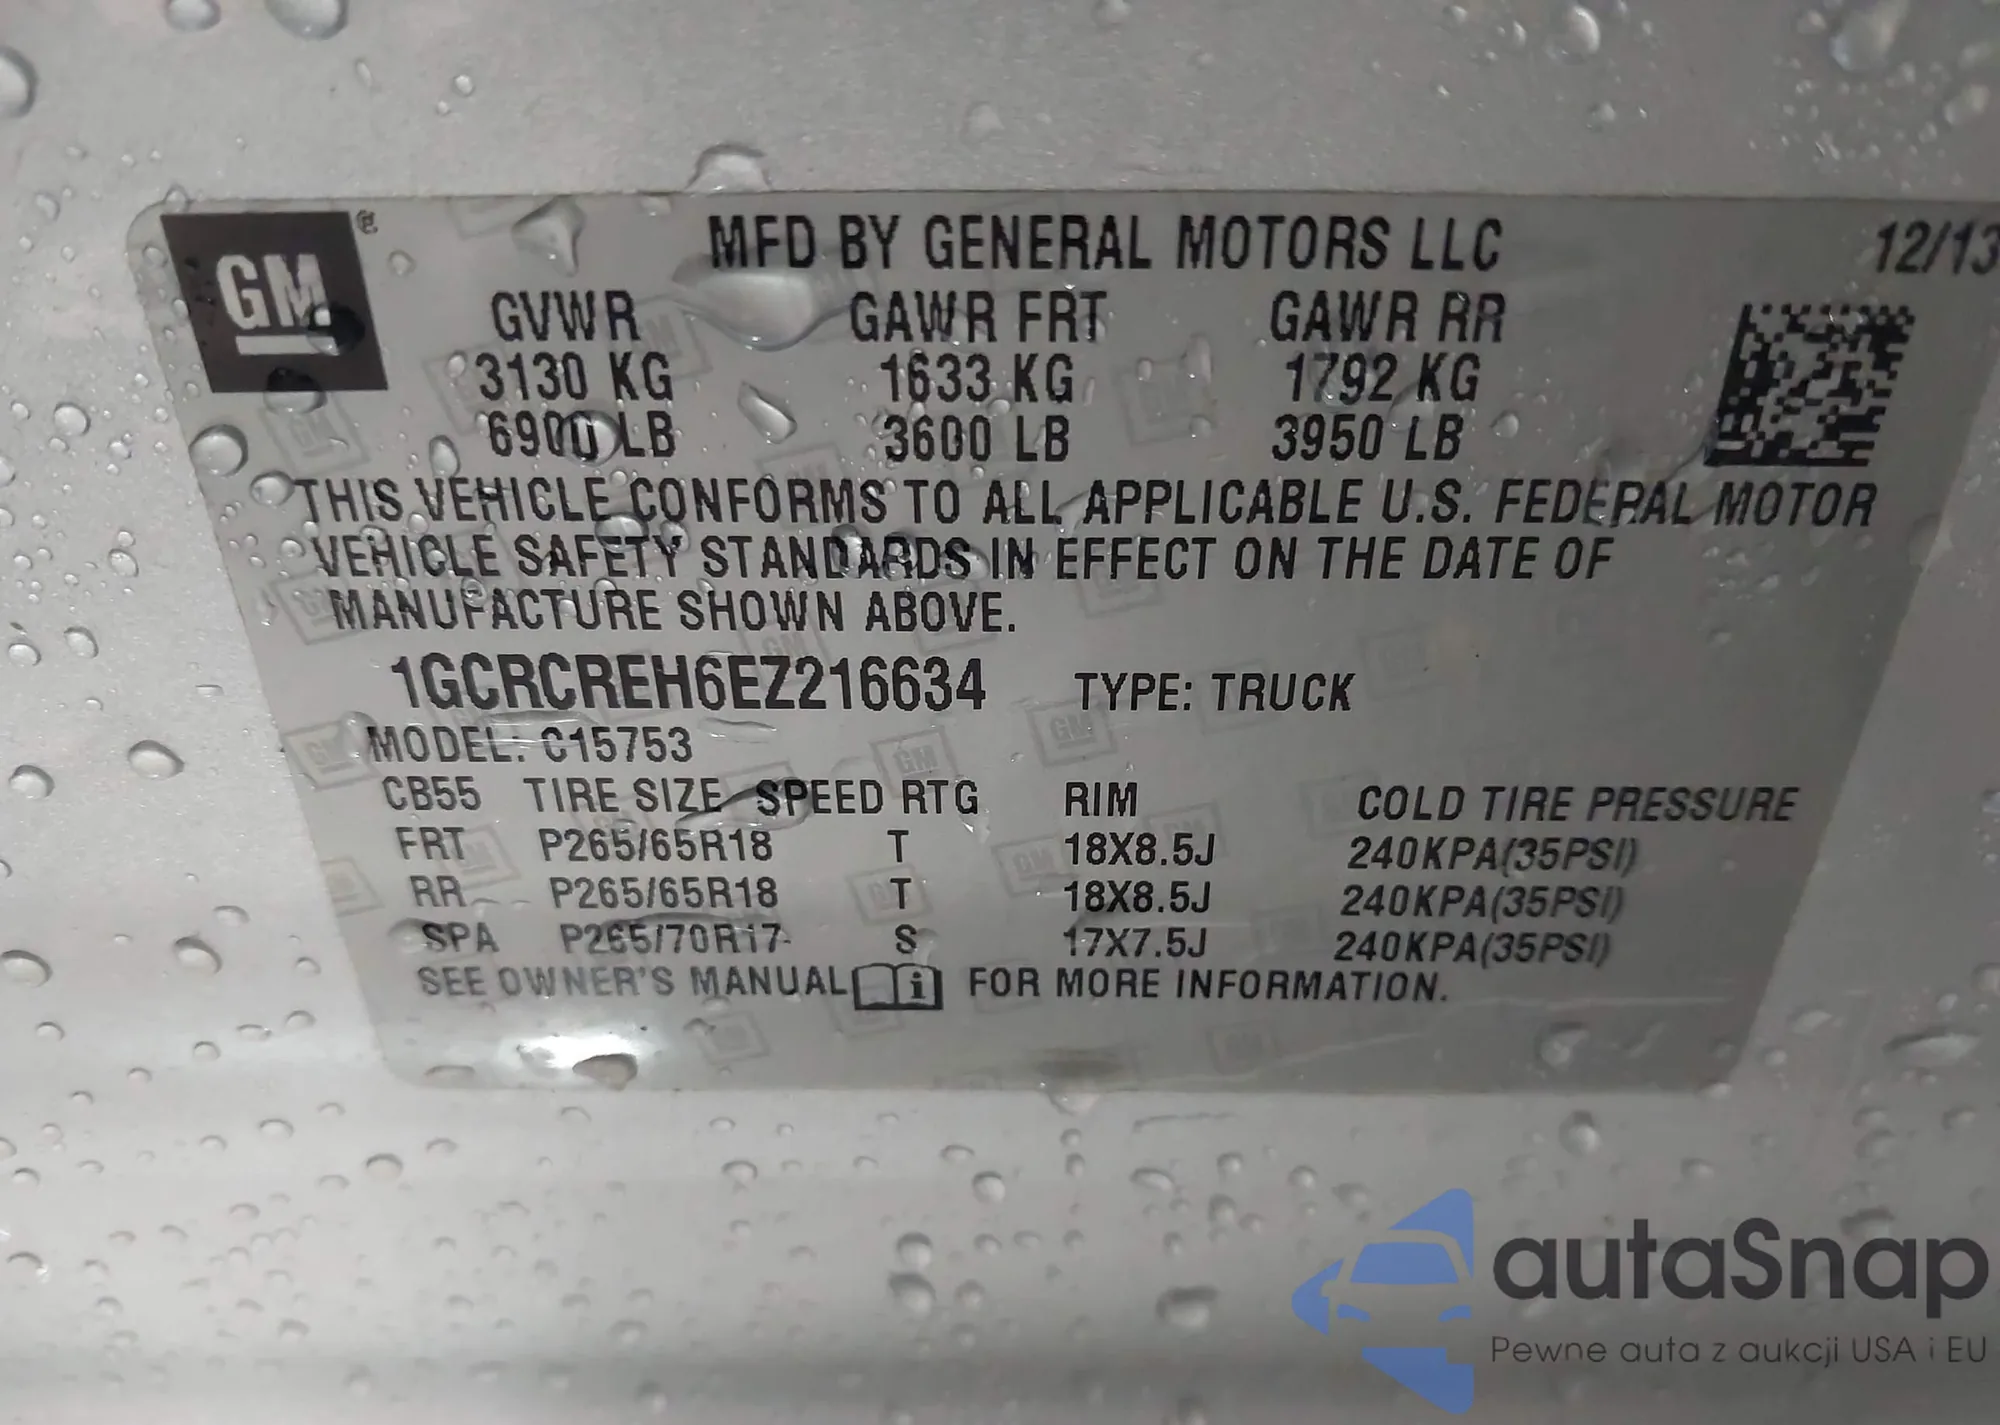 GM
MFD BY GENERAL MOTORS LLC 12/13
GVWR GAWR FRT GAWR RR
3130 KG 1633 KG 1792 KG
6900 LB 3600 LB 3950 LB
THIS VEHICLE CONFORMS TO ALL APPLICABLE U.S. FEDERAL MOTOR
VEHICLE SAFETY STANDARDS IN EFFECT ON THE DATE OF
MANUFACTURE SHOWN ABOVE.
1GCRCREH6EZ216634 TYPE: TRUCK
MODEL: C15753
CB55 TIRE SIZE SPEED RTG RIM COLD TIRE PRESSURE
FRT P265/65R18 T 18X8.5J 240KPA(35PSI)
RR P265/65R18 T 18X8.5J 240KPA(35PSI)
SPA P265/70R17 S 17X7.5J 240KPA(35PSI)
SEE OWNER'S MANUAL i FOR MORE INFORMATION.
autaSnap
Pewne auta z aukcji USA i EU